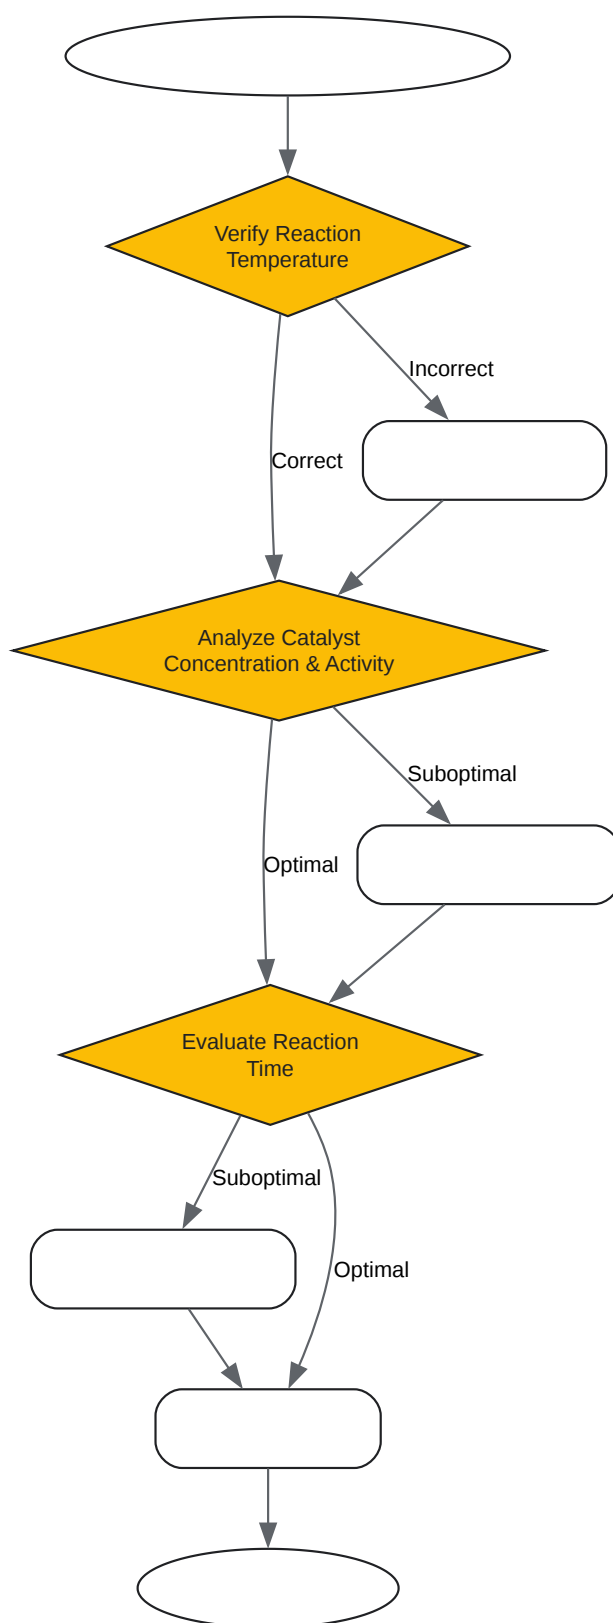 Verify Reaction
Temperature
Incorrect
Correct
Analyze Catalyst
Concentration & Activity
Suboptimal
Optimal
Evaluate Reaction
Time
Suboptimal
Optimal